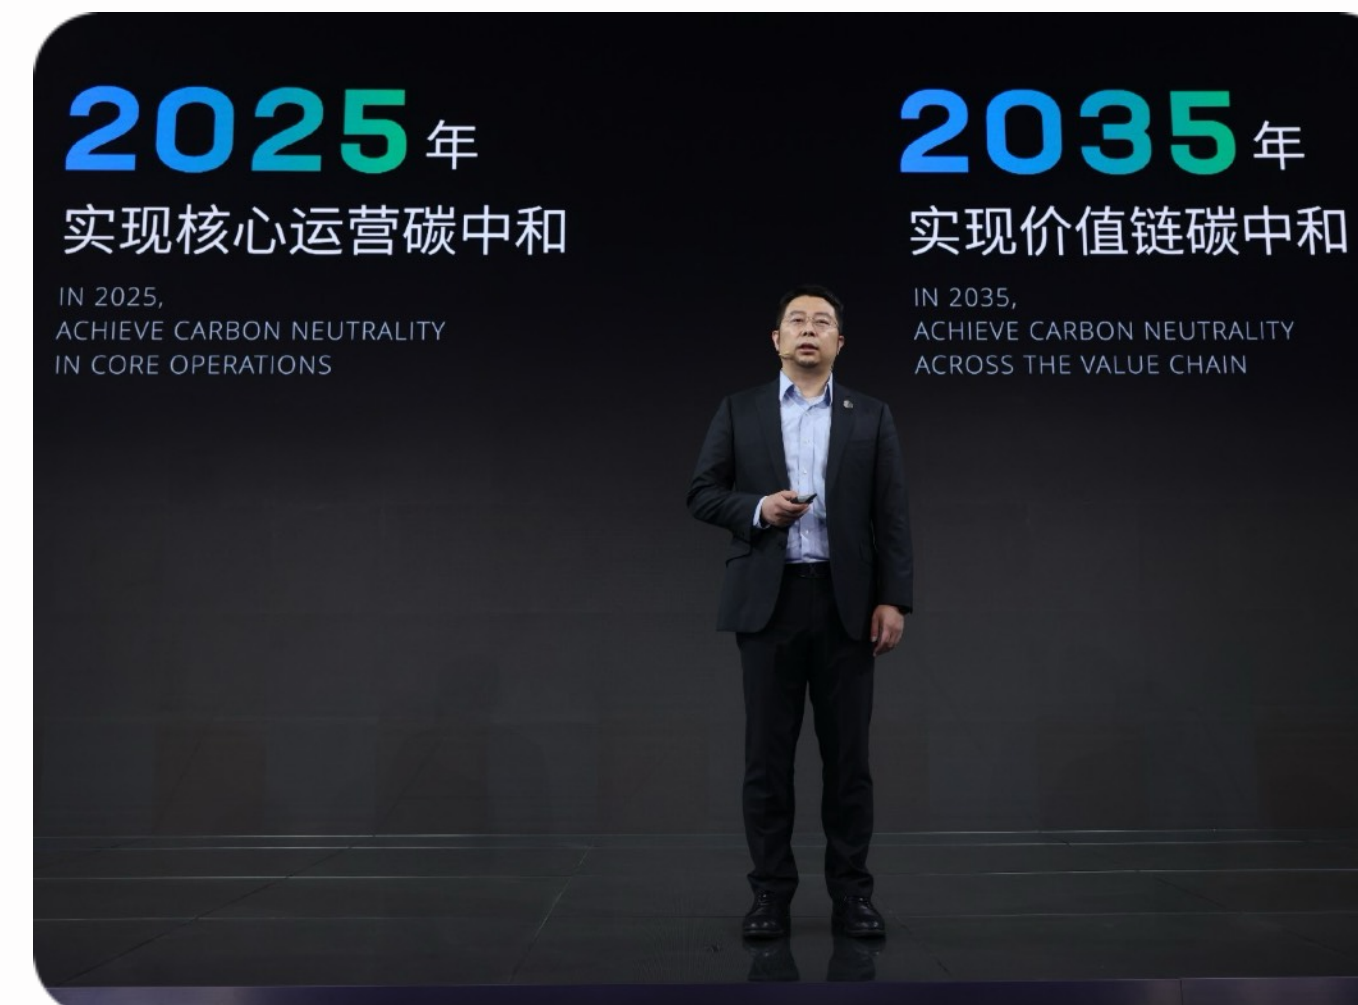 2025年
实现核心运营碳中和
IN 2025,
ACHIEVE CARBON NEUTRALITY
IN CORE OPERATIONS
2035年
实现价值链碳中和
IN 2035,
ACHIEVE CARBON NEUTRALITY
ACROSS THE VALUE CHAIN